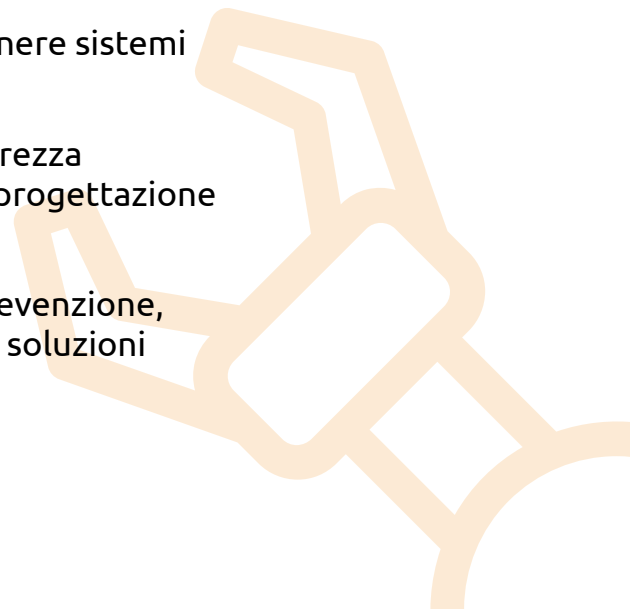 nere sistemi
rezza
progettazione
evenzione,
soluzioni